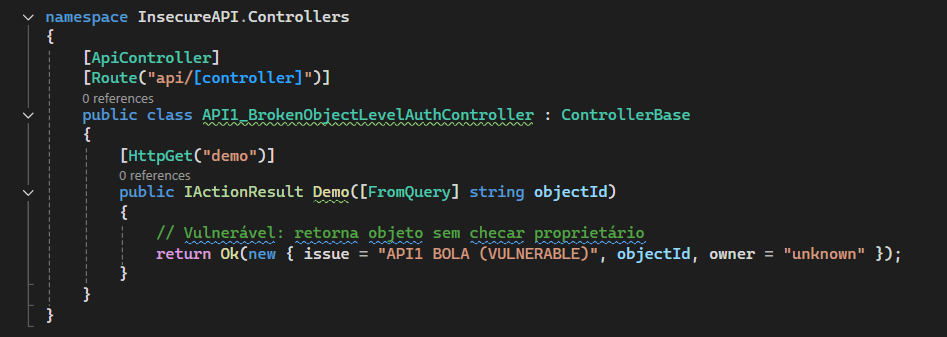 namespace InsecureAPI.Controllers
{
[ApiController]
[Route("api/[controller]")]
0 references
public class API1_BrokenObjectLevelAuthController : ControllerBase
{
[HttpGet("demo")]
0 references
public IActionResult Demo([FromQuery] string objectId)
{
// Vulnerável: retorna objeto sem checar proprietário
return Ok(new { issue = "API1 BOLA (VULNERABLE)", objectId, owner = "unknown" });
}
}
}